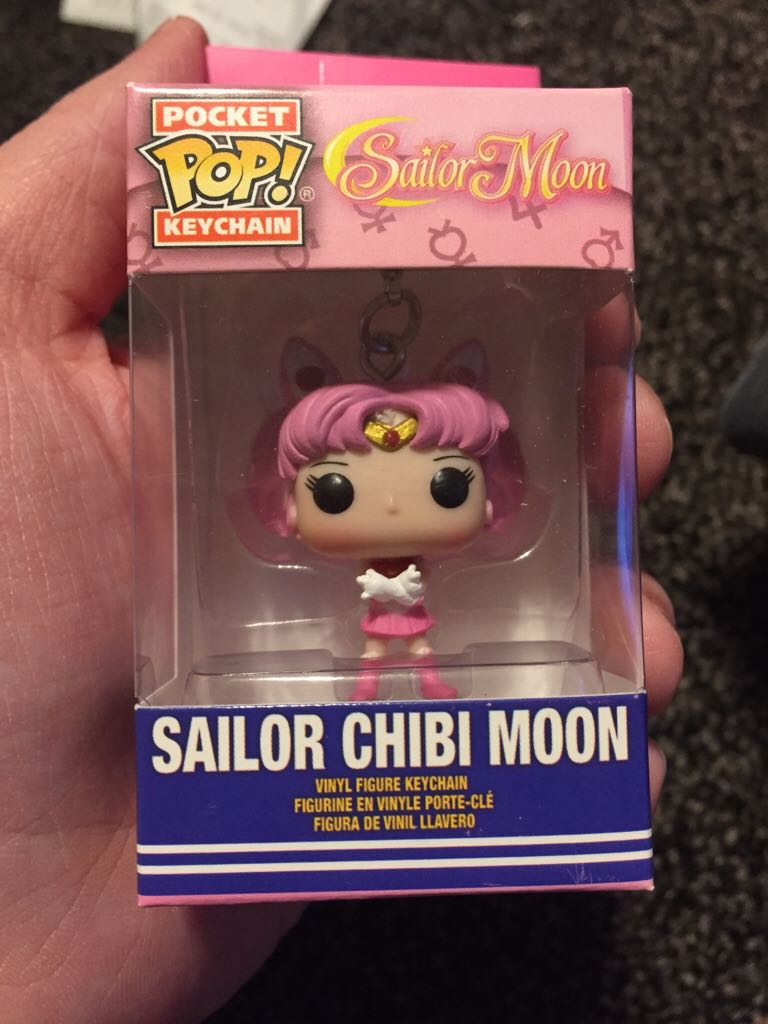 POCKET
POP!®
KEYCHAIN
Sailor Moon
SAILOR CHIBI MOON
VINYL FIGURE KEYCHAIN
FIGURINE EN VINYLE PORTE-CLÉ
FIGURA DE VINIL LLAVERO